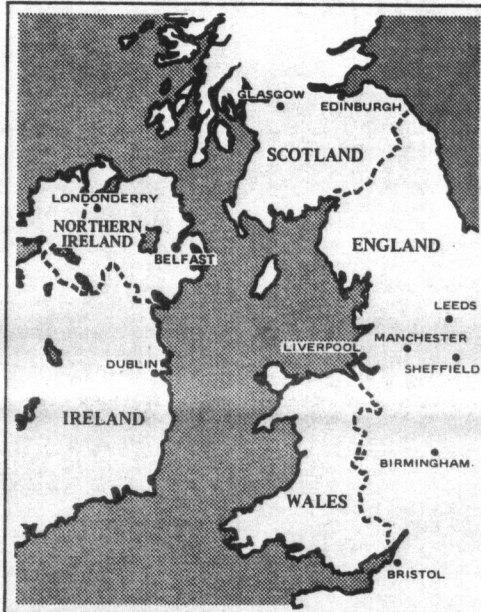 GLASGOW
EDINBURGH
SCOTLAND
LONDONDERRY
NORTHERN
IRELAND
BELFAST
ENGLAND
LEEDS
LIVERPOOL
MANCHESTER
DUBLIN
SHEFFIELD
IRELAND
BIRMINGHAM
WALES
BRISTOL